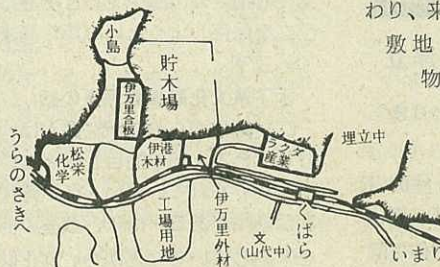 わり、来
敷地
物
小島
貯木場
伊万里合板
松栄化学
伊港木材
ラクダ産業
埋立中
うらのさきへ
工場用地
伊万里外材
くばら
文
(山代中)
いまり